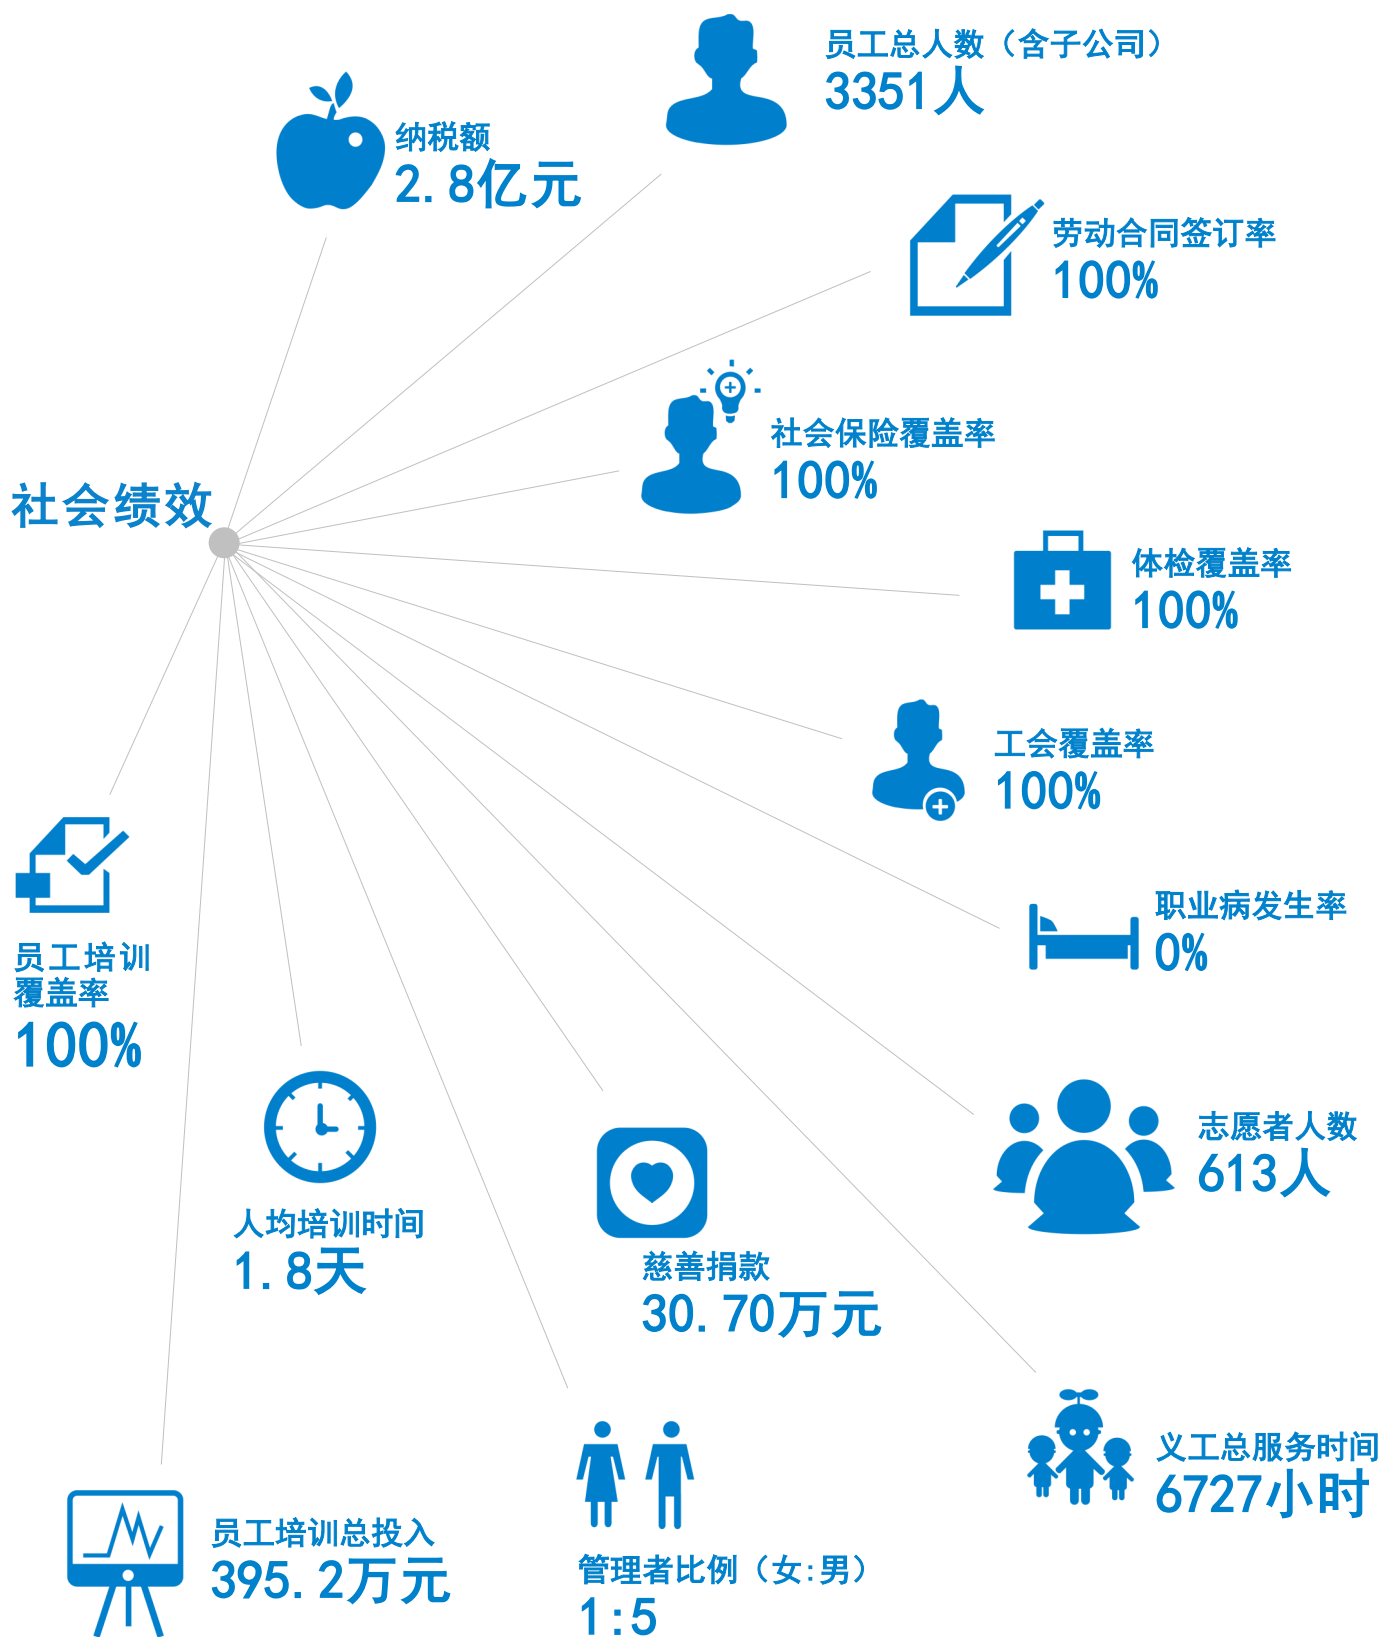 员工总人数（含子公司）
3351人
纳税额
2.8亿元
劳动合同签订率
100%
社会保险覆盖率
100%
社会绩效
体检覆盖率
100%
工会覆盖率
100%
职业病发生率
0%
员工培训
覆盖率
100%
志愿者人数
613人
人均培训时间
1.8天
慈善捐款
30.70万元
义工总服务时间
6727小时
员工培训总投入
395.2万元
管理者比例（女:男）
1:5